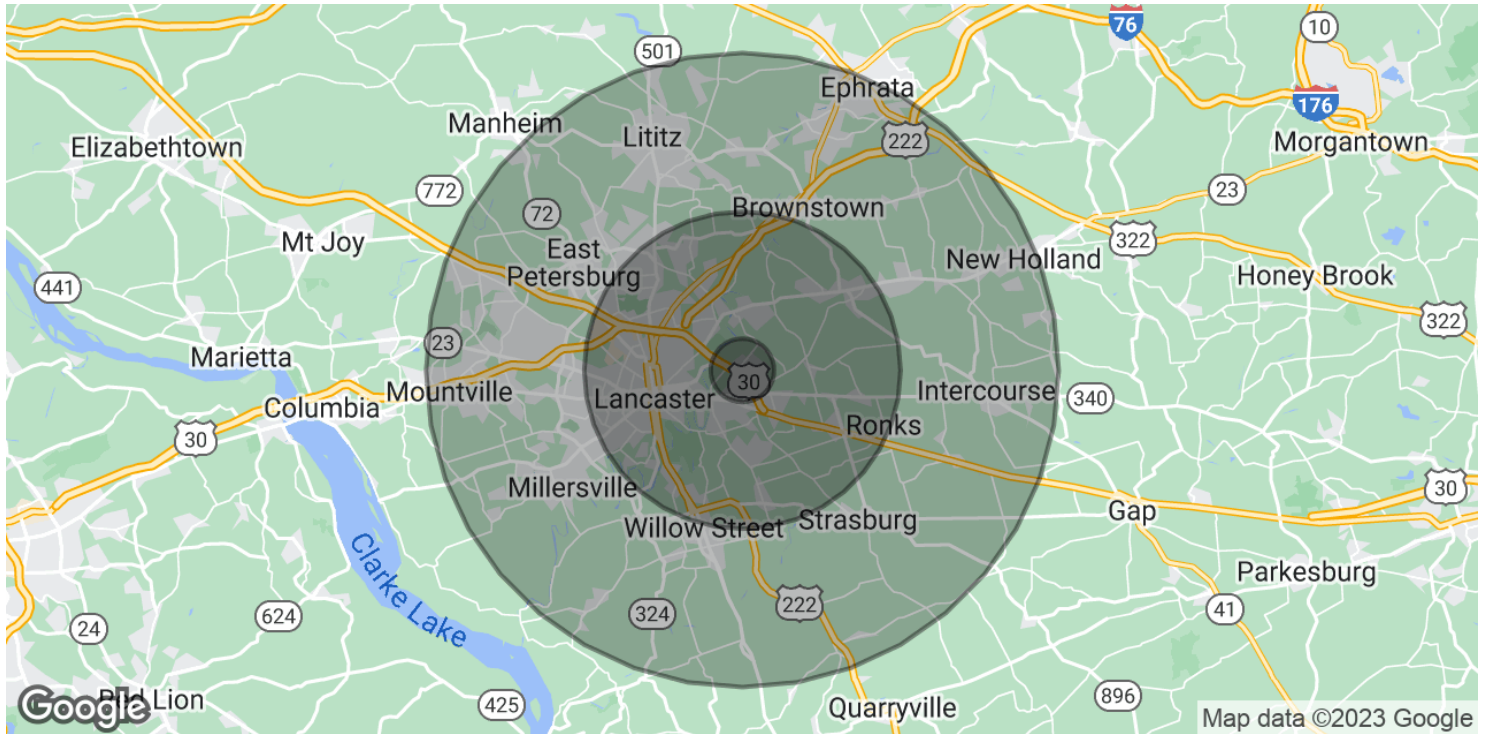 76
10
501
Ephrata
176
Manheim
Lititz
222
Morgantown
Elizabethtown
772
23
72
Brownstown
Mt Joy
East
Petersburg
322
New Holland
Honey Brook
441
322
23
Marietta
30
Mountville
Intercourse
340
Lancaster
Columbia
Ronks
30
Millersville
30
Gap
Willow Street
Strasburg
Clarke Lake
Parkesburg
222
41
324
624
24
896
Red Lion
Google
425
Quarryville
Map data ©2023 Google